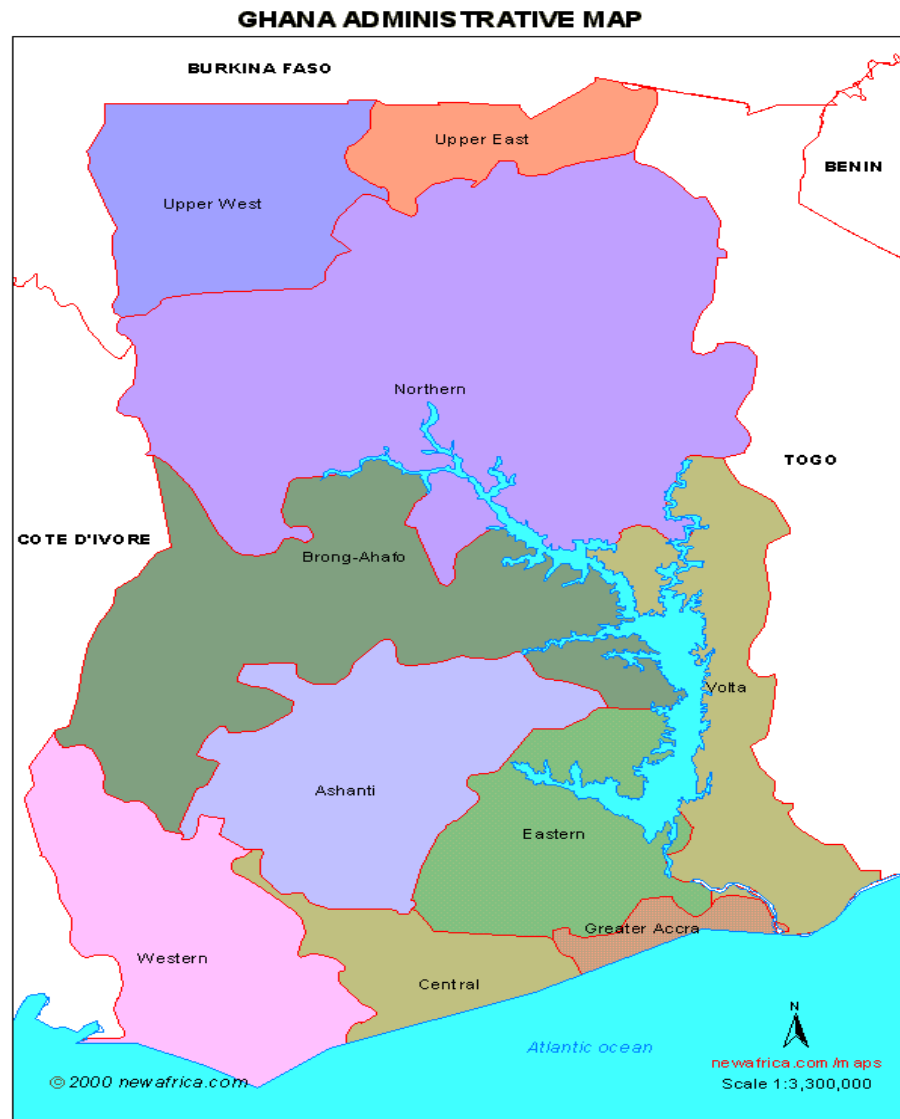 GHANA ADMINISTRATIVE MAP
BURKINA FASO
Upper East
BENIN
Upper West
Northern
TOGO
COTE D'IVORE
Brong-Ahafo
Volta
Ashanti
Eastern
Greater Accra
Western
Central
N
Atlantic ocean
newafrica.com/maps
© 2000 newafrica.com
Scale 1:3,300,000